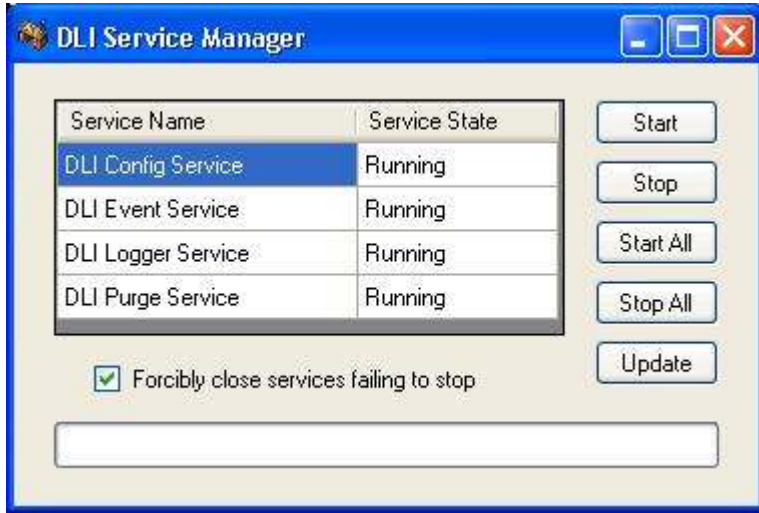 DLI Service Manager
Service Name Service State Start
DLI Config Service Running
Stop
DLI Event Service Running
DLI Logger Service Running Start All
DLI Purge Service Running Stop All
Forcibly close services failing to stop Update